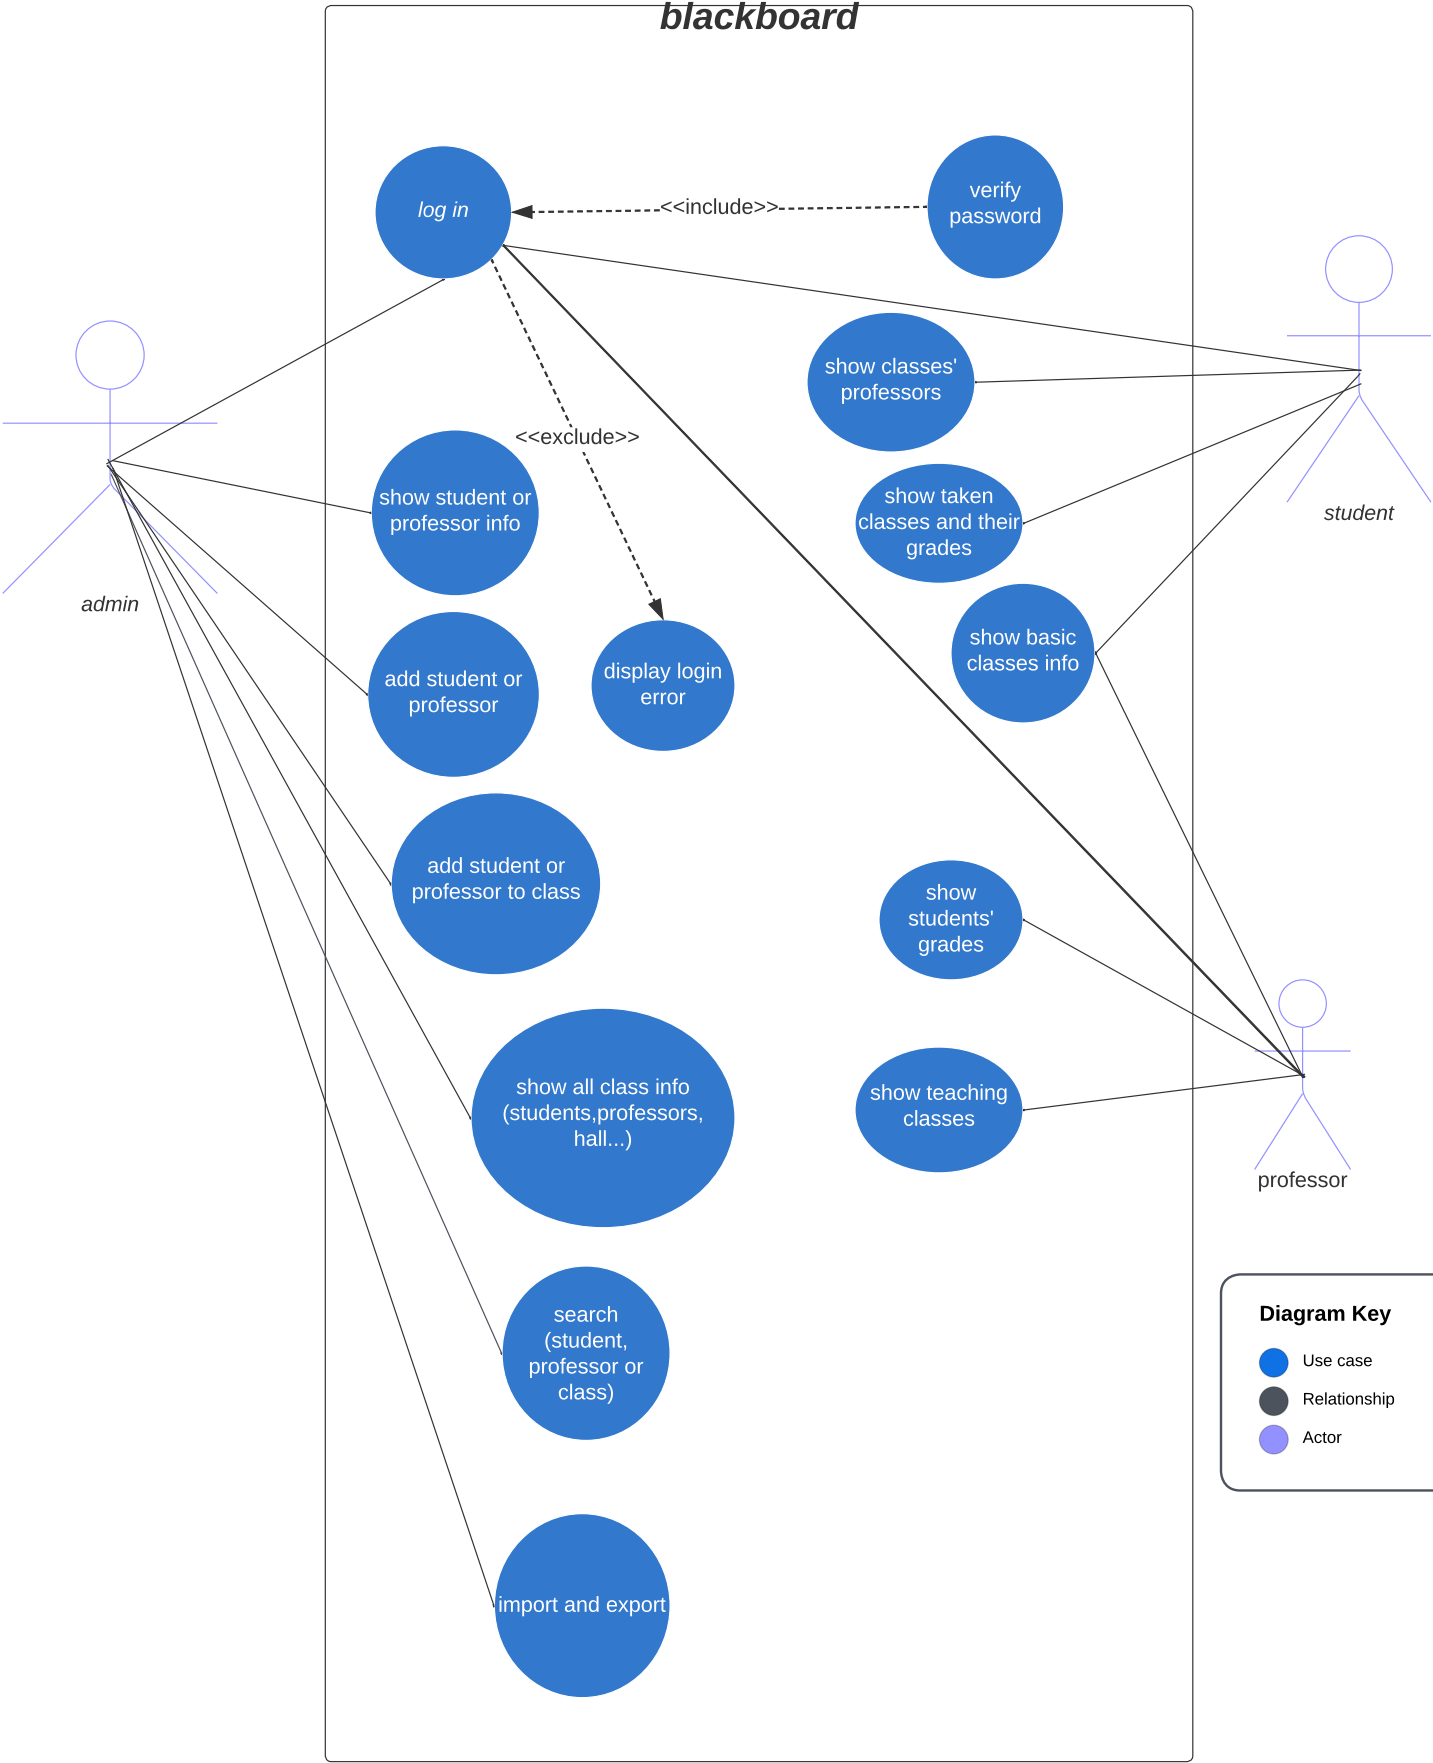 blackboard
log in
<<include>>
verify
password
show classes'
professors
<<exclude>>
show student or
professor info
show taken
classes and their
grades
student
admin
show basic
classes info
add student or
professor
display login
error
add student or
professor to class
show
students'
grades
show all class info
(students,professors,
hall...)
show teaching
classes
professor
search
(student,
professor or
class)
Diagram Key
Use case
Relationship
Actor
import and export